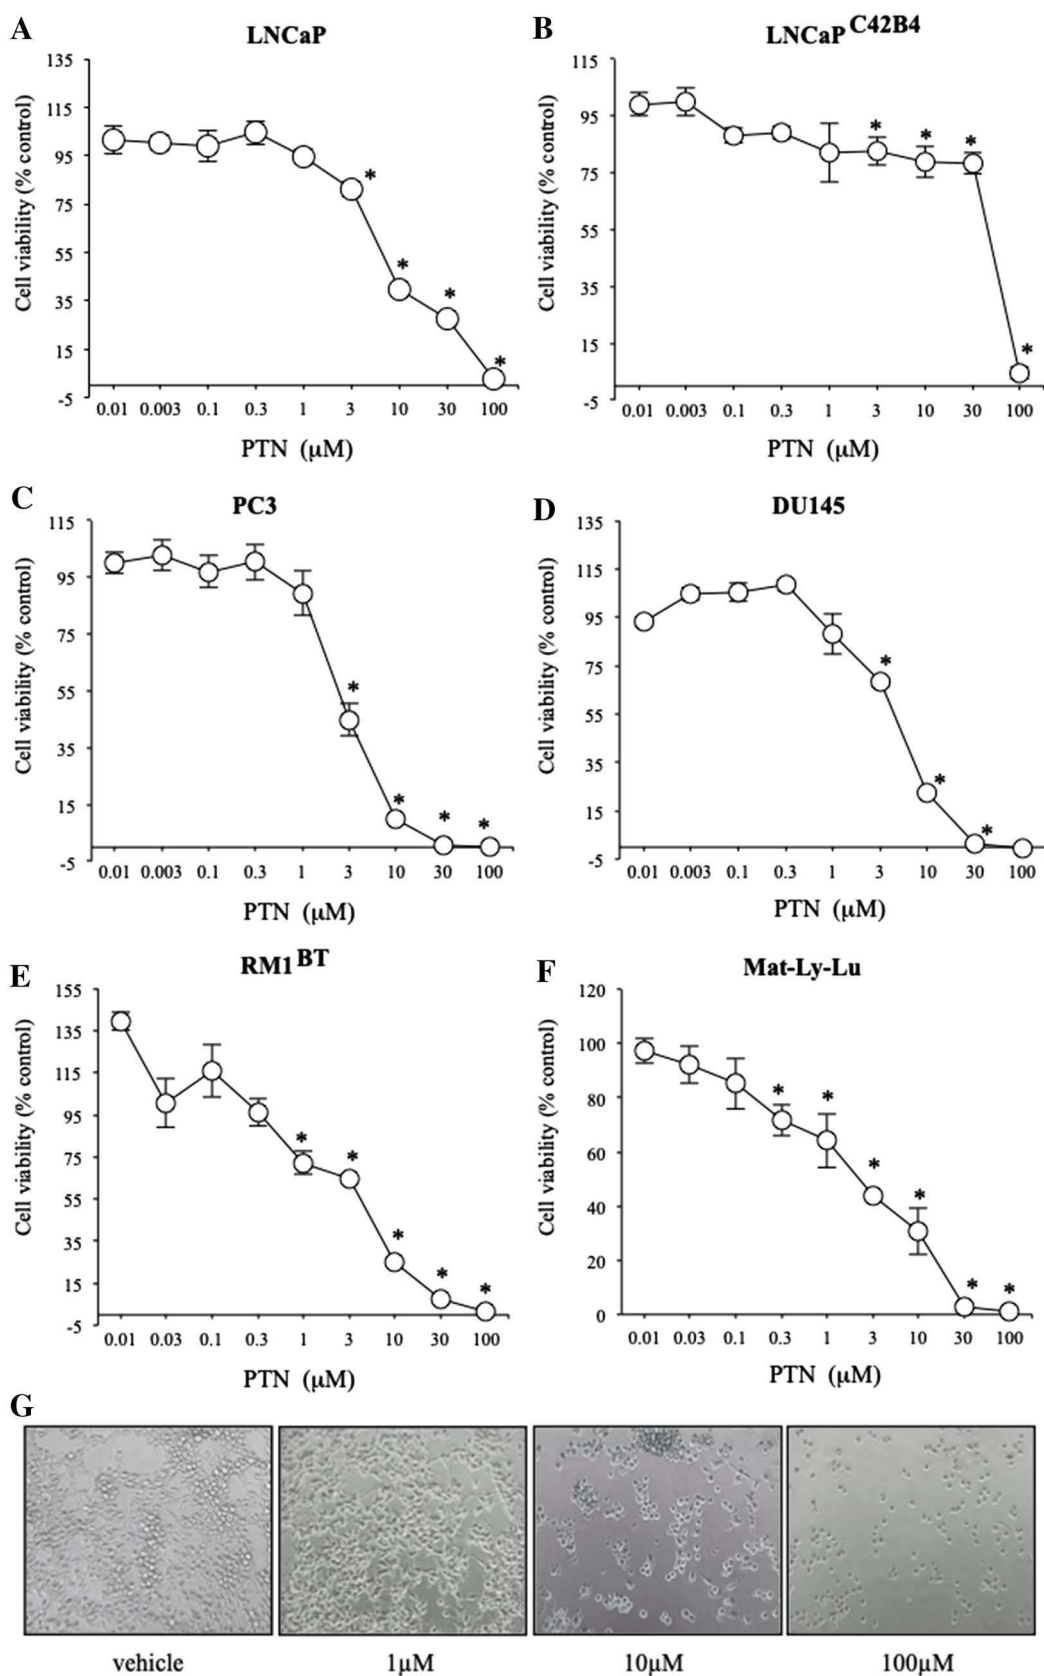 A
LNCaP
135
115
95
75
55
35
15
-5
Cell viability (% control)
*
*
*
*
0.01 0.003 0.1 0.3 1 3 10 30 100
PTN (μM)
B
LNCaP C42B4
115
95
75
55
35
15
-5
Cell viability (% control)
*
*
*
*
0.01 0.003 0.1 0.3 1 3 10 30 100
PTN (μM)
C
PC3
115
95
75
55
35
15
-5
Cell viability (% control)
*
*
*
*
0.01 0.003 0.1 0.3 1 3 10 30 100
PTN (μM)
D
DU145
135
115
95
75
55
35
15
-5
Cell viability (% control)
*
*
*
0.01 0.003 0.1 0.3 1 3 10 30 100
PTN (μM)
E
RM1 BT
155
135
115
95
75
55
35
15
-5
Cell viability (% control)
*
*
*
*
*
0.01 0.03 0.1 0.3 1 3 10 30 100
PTN (μM)
F
Mat-Ly-Lu
120
100
80
60
40
20
0
Cell viability (% control)
*
*
*
*
*
*
0.01 0.03 0.1 0.3 1 3 10 30 100
PTN (μM)
G
vehicle
1μM
10μM
100μM